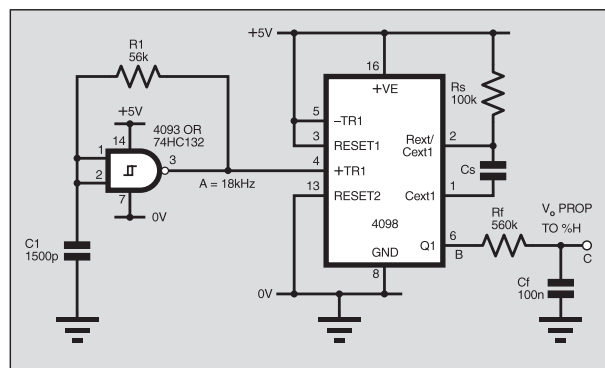 +5V
R1
56k
+5V
14
4093 OR
74HC132
1
2
3
7
0V
A = 18kHz
C1
1500p
16
+VE
5
–TR1
3
RESET1
4
+TR1
13
RESET2
4098
GND
8
0V
Rext/
Cext1
2
Cext1
1
Q1
6
B
Rs
100k
Cs
Rf
560k
Vo PROP
TO %H
C
Cf
100n